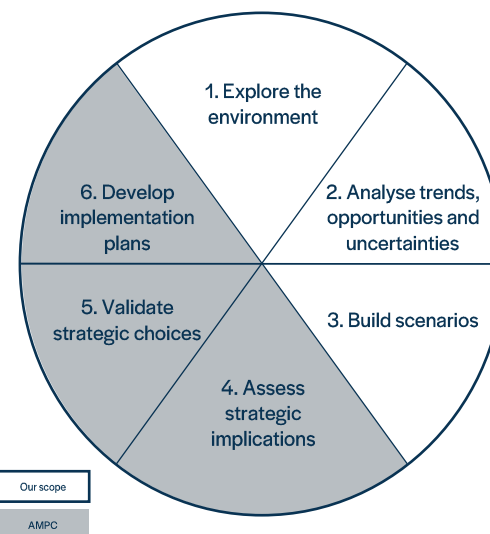 1. Explore the
environment
2. Analyse trends,
opportunities and
uncertainties
3. Build scenarios
4. Assess
strategic
implications
5. Validate
strategic choices
6. Develop
implementation
plans
Our scope
AMPC